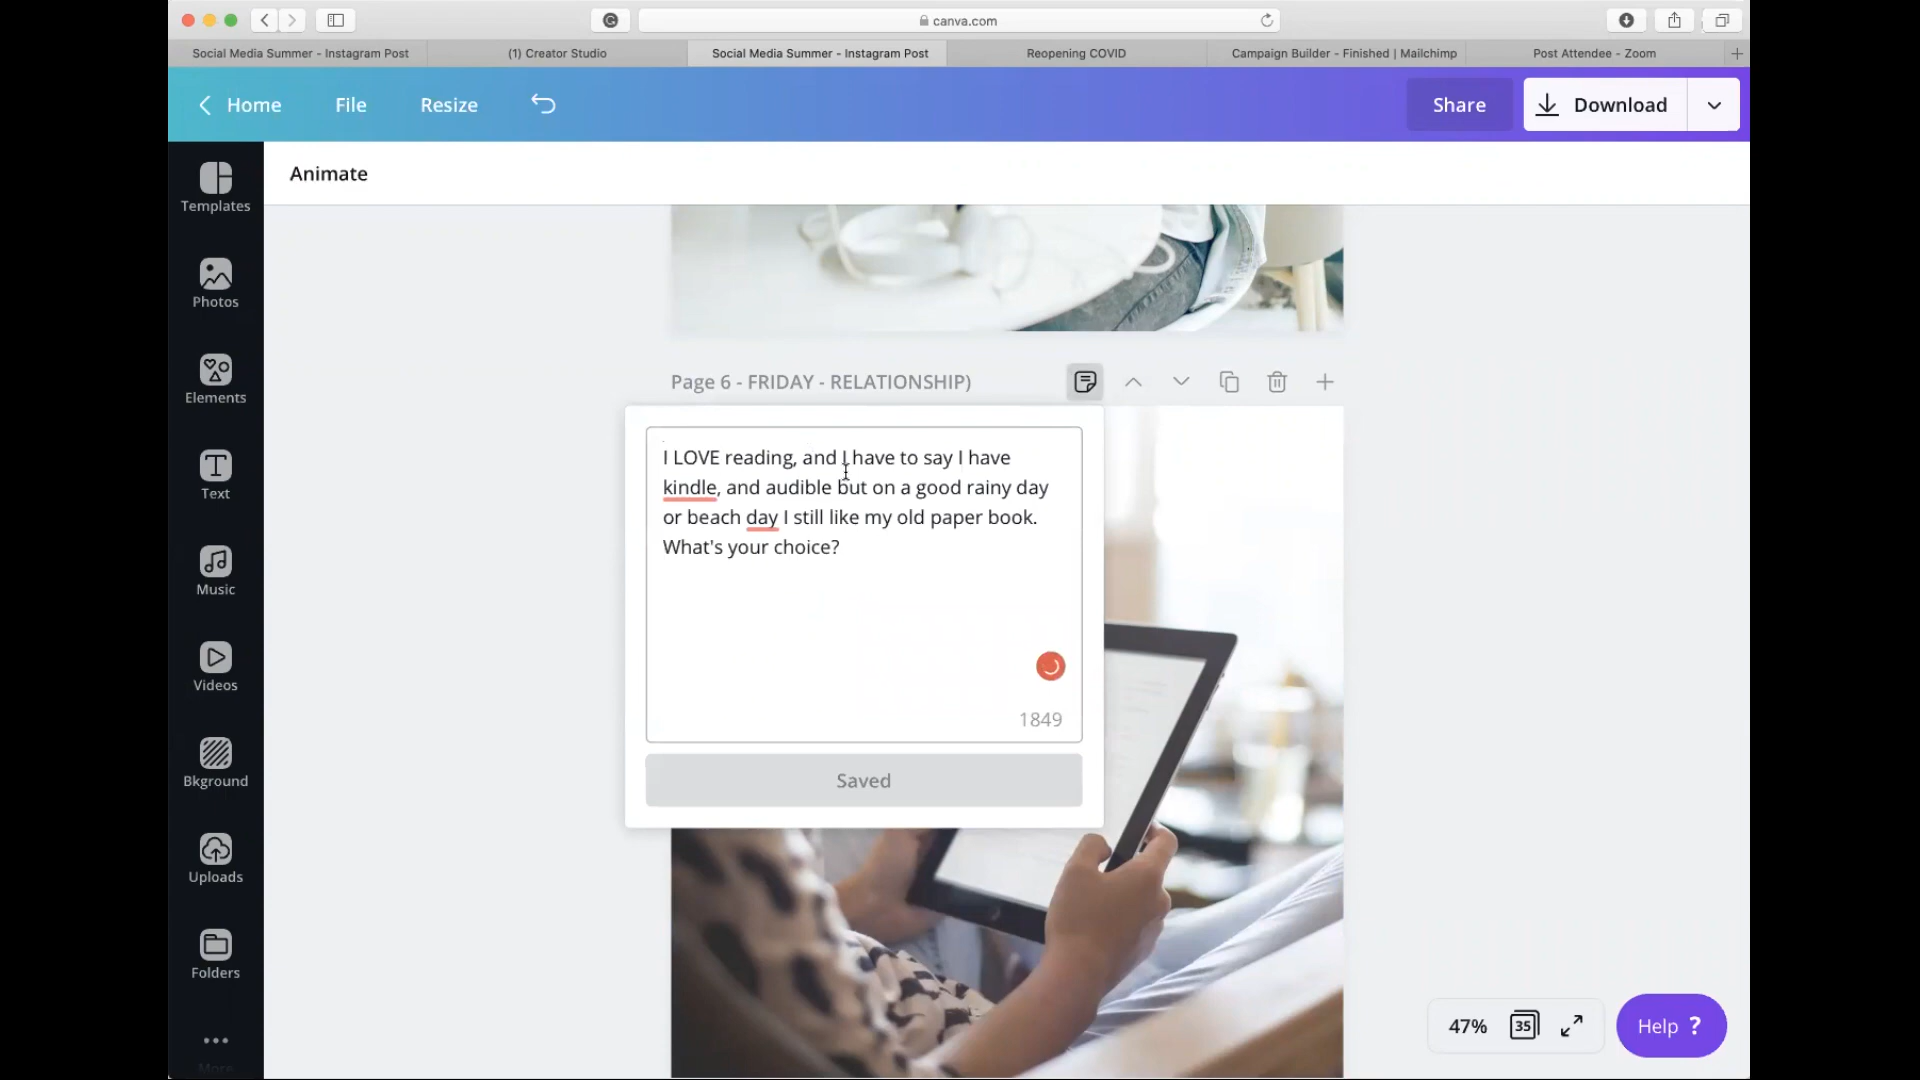 canva.com
Social Media Summer - Instagram Post
(1) Creator Studio
Social Media Summer - Instagram Post
Reopening COVID
Campaign Builder - Finished | Mailchimp
Post Attendee - Zoom
Home
File
Resize
Share
Download
Templates
Animate
Photos
Elements
Text
Music
Videos
Bkground
Uploads
Folders
More
Page 6 - FRIDAY - RELATIONSHIP)
I LOVE reading, and I have to say I have
kindle, and audible but on a good rainy day
or beach day I still like my old paper book.
What's your choice?
1849
Saved
47%
35
Help ?